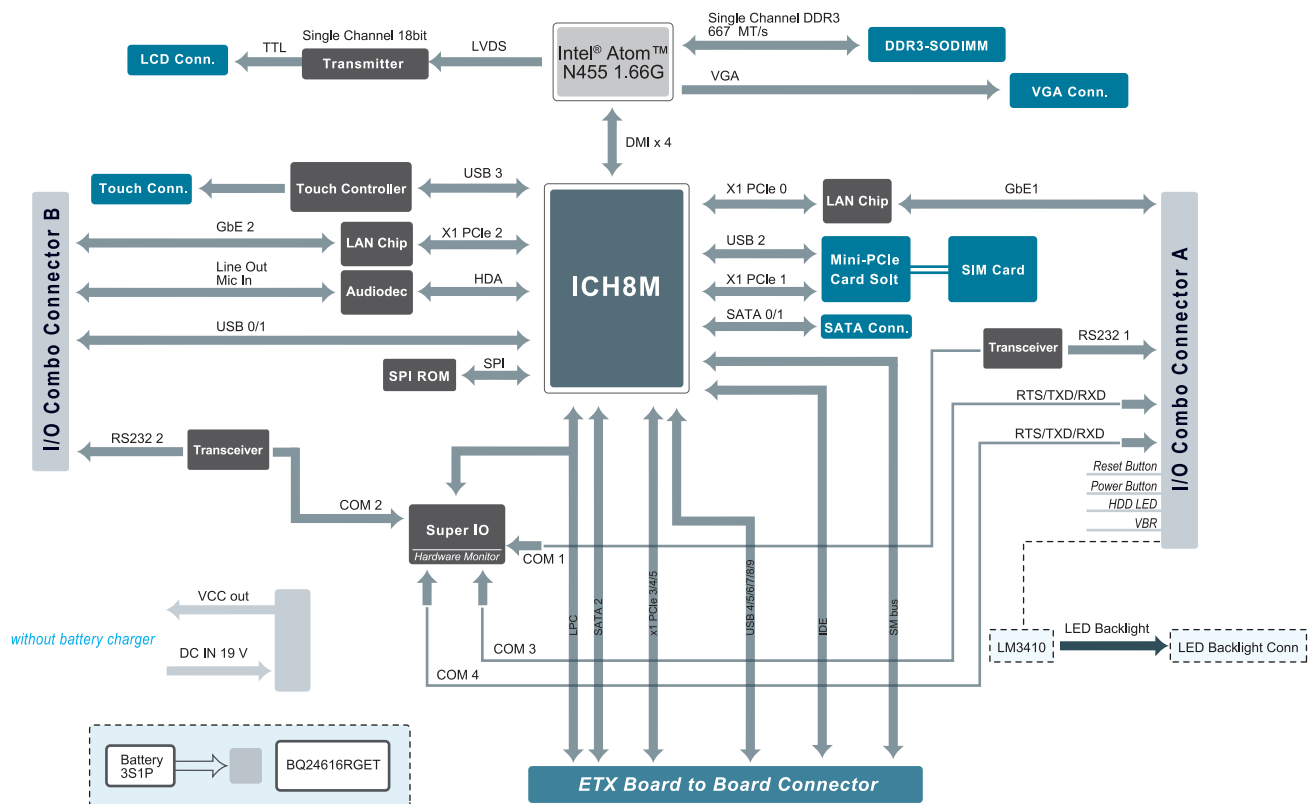 Single Channel 18bit
TTL
LVDS
LCD Conn.
Transmitter
Intel® Atom™
N455 1.66G
Single Channel DDR3
667 MT/s
DDR3-SODIMM
VGA
VGA Conn.
DMI x 4
Touch Conn.
Touch Controller
USB 3
X1 PCIe 0
LAN Chip
GbE1
I/O Combo Connector B
GbE 2
LAN Chip
X1 PCIe 2
ICH8M
USB 2
Mini-PCIe
Card Solt
SIM Card
X1 PCIe 1
Line Out
Mic In
Audiodec
HDA
SATA 0/1
SATA Conn.
USB 0/1
SPI ROM
SPI
Transceiver
RS232 1
I/O Combo Connector A
RTS/TXD/RXD
RTS/TXD/RXD
RS232 2
Transceiver
Reset Button
Power Button
HDD LED
VBR
COM 2
Super IO
Hardware Monitor
COM 1
LPC
SATA 2
x1 PCIe 3/4/5
USB 4/5/6/7/8/9
IDE
SM bus
VCC out
without battery charger
DC IN 19 V
COM 3
COM 4
LM3410
LED Backlight
LED Backlight Conn
Battery
3S1P
BQ24616RGET
ETX Board to Board Connector